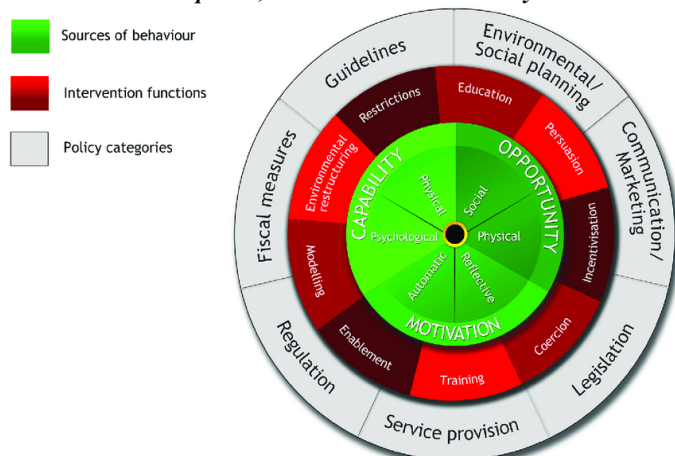 Sources of behaviour
Intervention functions
Policy categories
Guidelines
Environmental/
Social planning
Communication/
Marketing
Legislation
Service provision
Regulation
Fiscal measures
Restrictions
Education
Persuasion
Incentivisation
Coercion
Training
Enablement
Modelling
Environmental
restructuring
CAPABILITY
OPPORTUNITY
MOTIVATION
Physical
Social
Physical
Reflective
Automatic
Psychological